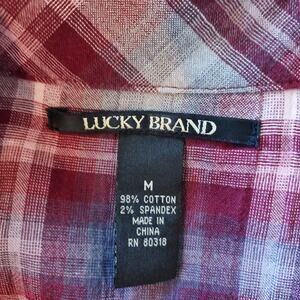 LUCKY BRAND
M
98% COTTON
2% SPANDEX
MADE IN
CHINA
RN 80318